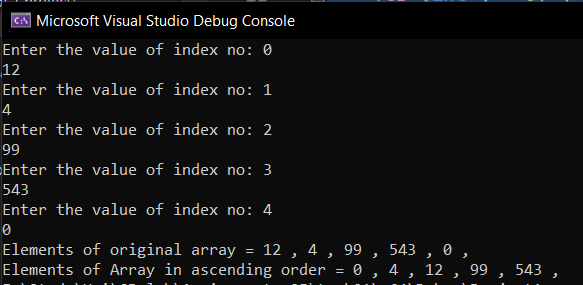 Microsoft Visual Studio Debug Console
Enter the value of index no: 0
12
Enter the value of index no: 1
4
Enter the value of index no: 2
99
Enter the value of index no: 3
543
Enter the value of index no: 4
0
Elements of original array = 12 , 4 , 99 , 543 , 0 ,
Elements of Array in ascending order = 0 , 4 , 12 , 99 , 543 ,